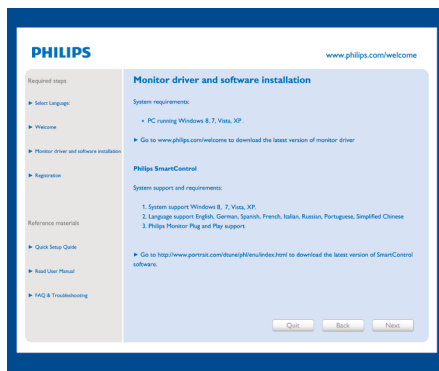 PHILIPS
www.philips.com/welcome
Required steps
▶ Select Language:
▶ Welcome
▶ Monitor driver and software installation
▶ Registration
Reference materials
▶ Quick Setup Quide
▶ Read User Manual
▶ FAQ & Troubleshooting
Monitor driver and software installation
System requirements:
• PC running Windows 8, 7, Vista, XP.
▶ Go to www.philips.com/welcome to download the latest version of monitor driver
Philips SmartControl
System support and requirements:
1. System support Windows 8, 7, Vista, XP.
2. Language support English, German, Spanish, French, Italian, Russian, Portuguese, Simplified Chinese
3. Philips Monitor Plug and Play support
▶ Go to http://www.portrait.com/dtune/phl/enu/index.html to download the latest version of SmartControl
software.
Quit Back Next